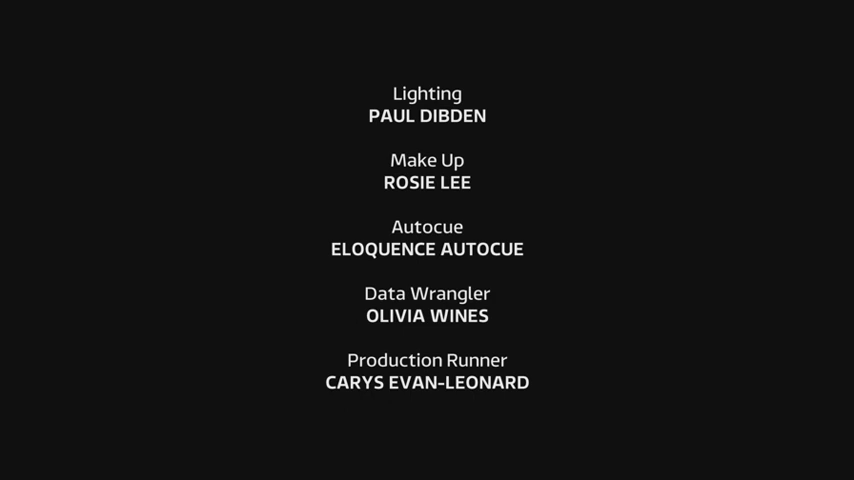 Lighting
PAUL DIBDEN
Make Up
ROSIE LEE
Autocue
ELOQUENCE AUTOCUE
Data Wrangler
OLIVIA WINES
Production Runner
CARYS EVAN-LEONARD